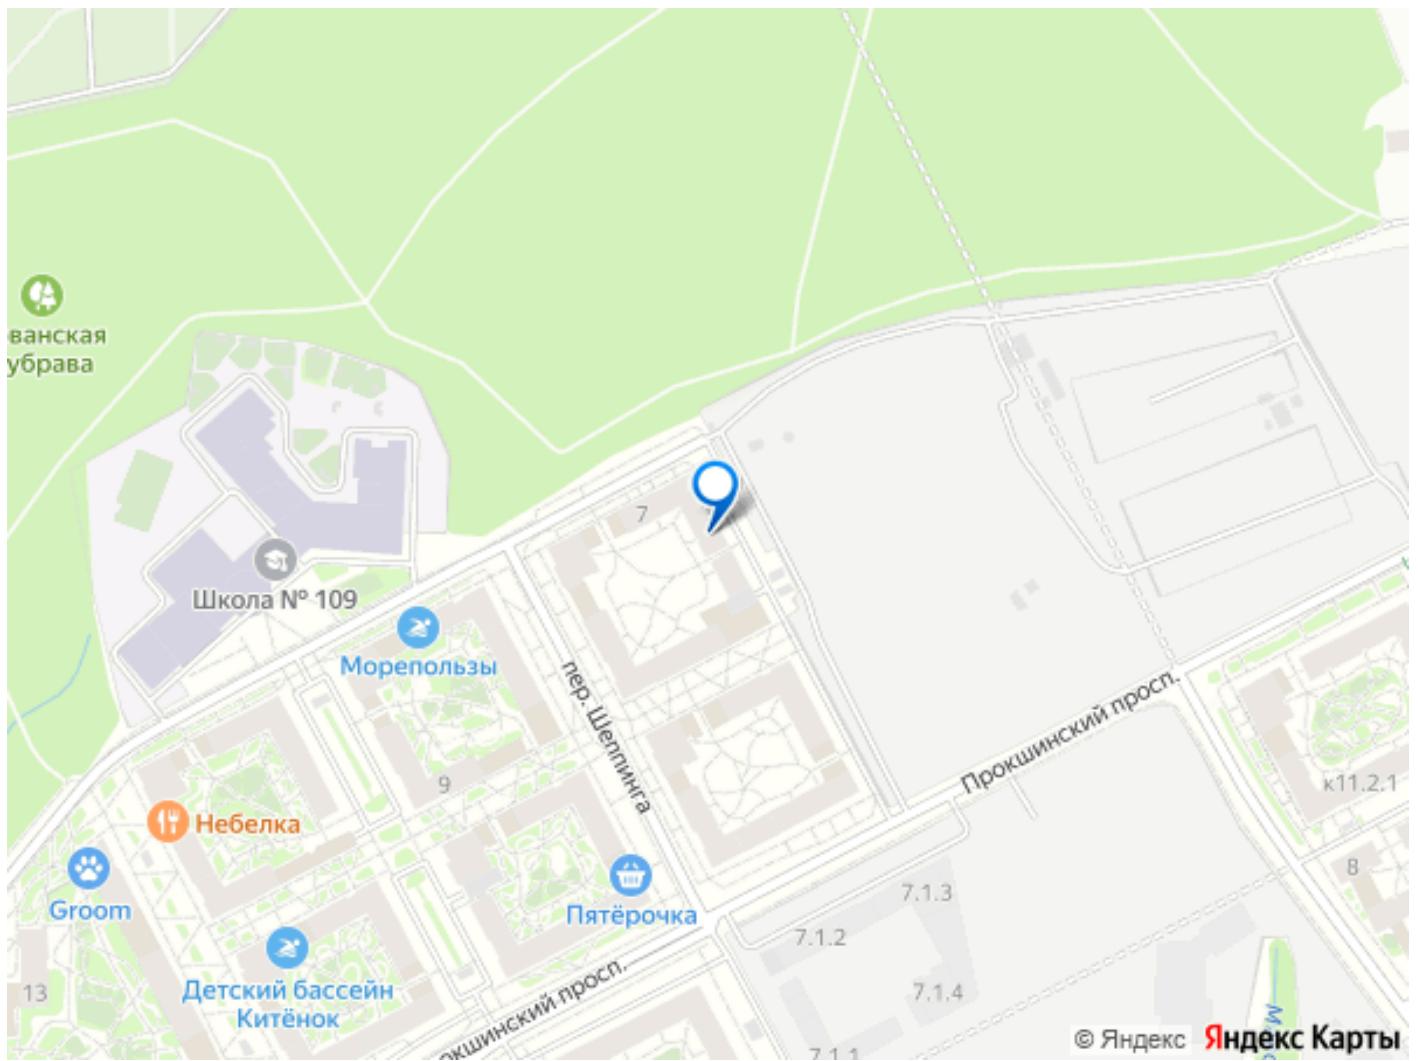 ованская
убрава
7
Школа № 109
Морепользы
пер. Шеппинга
Прокшинский просп.
9
к11.2.1
Небелка
8
Groom
Пятёрочка
7.1.3
7.1.2
Детский бассейн
Китёнок
13
7.1.4
окшинский просп.
7.1.1
© Яндекс Яндекс Карты